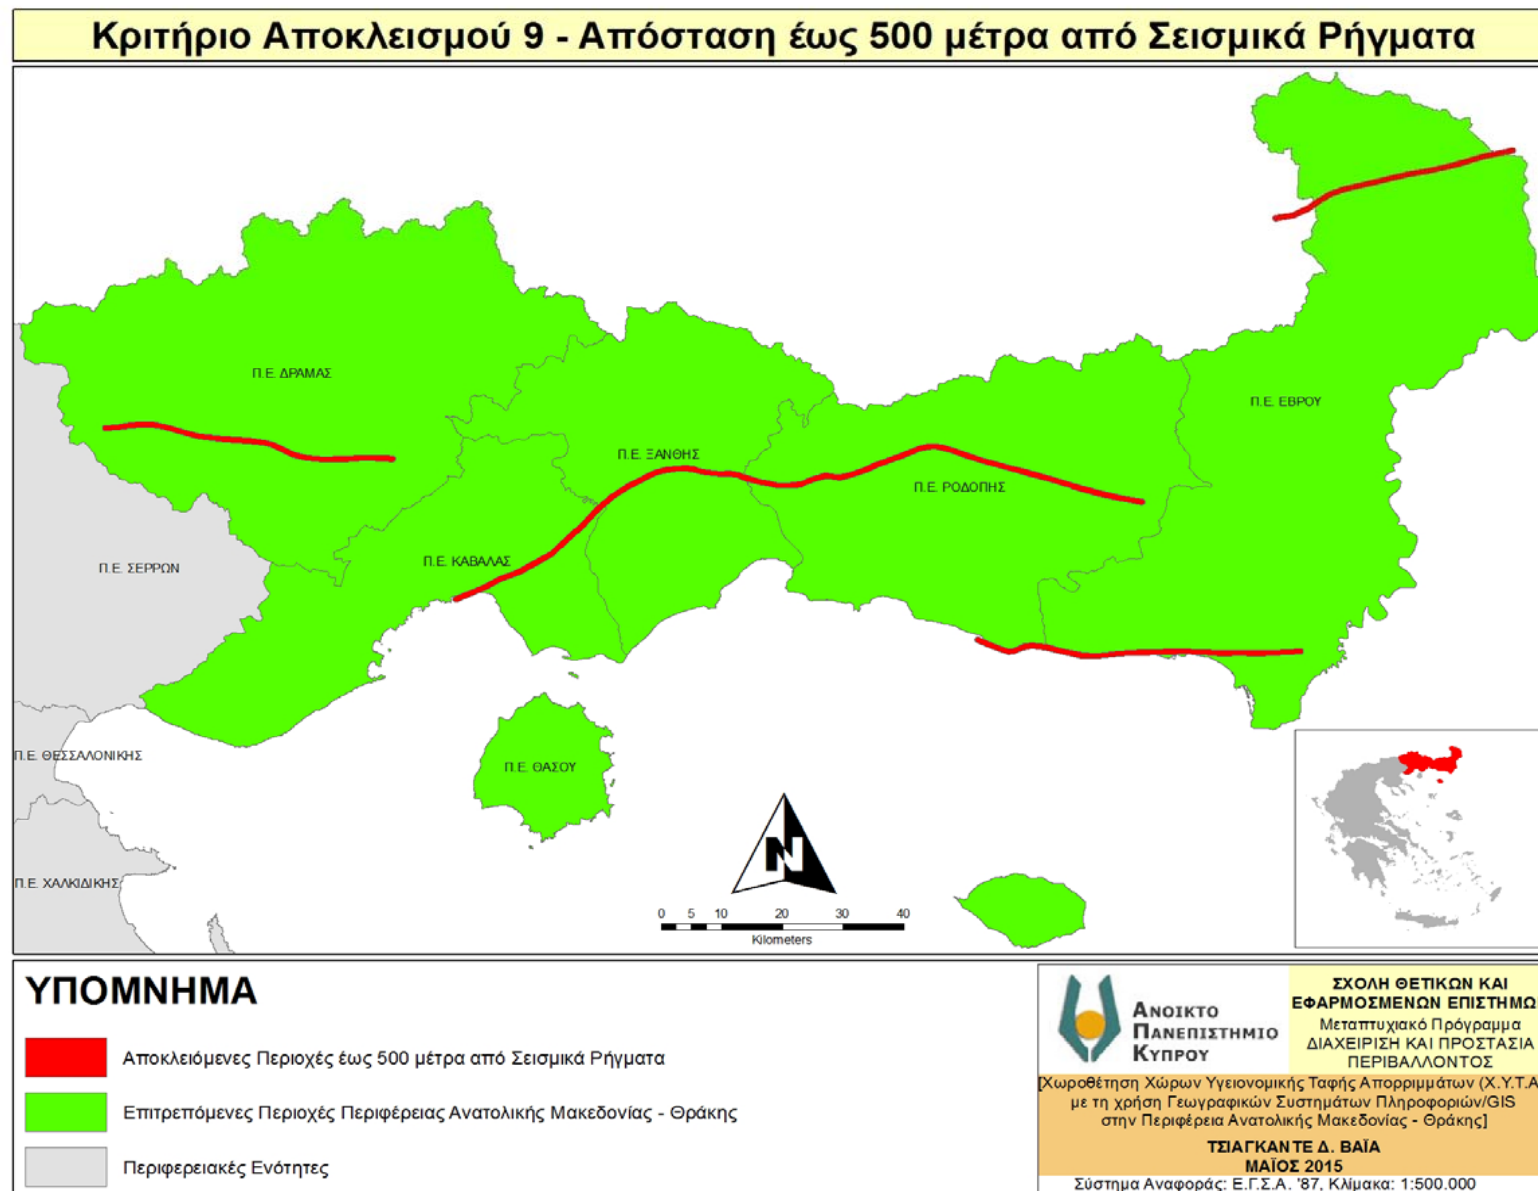 Κριτήριο Αποκλεισμού 9 - Απόσταση έως 500 μέτρα από Σεισμικά Ρήγματα
Π.Ε. ΔΡΑΜΑΣ
Π.Ε. ΕΒΡΟΥ
Π.Ε. ΞΑΝΘΗΣ
Π.Ε. ΡΟΔΟΠΗΣ
Π.Ε. ΚΑΒΑΛΑΣ
Π.Ε. ΣΕΡΡΩΝ
Π.Ε. ΘΕΣΣΑΛΟΝΙΚΗΣ
Π.Ε. ΘΑΣΟΥ
Π.Ε. ΧΑΛΚΙΔΙΚΗΣ
N
0 5 10 20 30 40
Kilometers
ΥΠΟΜΝΗΜΑ
Αποκλειόμενες Περιοχές έως 500 μέτρα από Σεισμικά Ρήγματα
Επιτρεπόμενες Περιοχές Περιφέρειας Ανατολικής Μακεδονίας - Θράκης
Περιφερειακές Ενότητες
ΑΝΟΙΚΤΟ
ΠΑΝΕΠΙΣΤΗΜΙΟ
ΚΥΠΡΟΥ
ΣΧΟΛΗ ΘΕΤΙΚΩΝ ΚΑΙ
ΕΦΑΡΜΟΣΜΕΝΩΝ ΕΠΙΣΤΗΜΩ
Μεταπτυχιακό Πρόγραμμα
ΔΙΑΧΕΙΡΙΣΗ ΚΑΙ ΠΡΟΣΤΑΣΙΑ
ΠΕΡΙΒΑΛΛΟΝΤΟΣ
[Χωροθέτηση Χώρων Υγειονομικής Ταφής Απορριμμάτων (Χ.Υ.Τ.Α
με τη χρήση Γεωγραφικών Συστημάτων Πληροφοριών/GIS
στην Περιφέρεια Ανατολικής Μακεδονίας - Θράκης]
ΤΣΙΑΓΚΑΝ ΤΕ Δ. ΒΑΪΑ
ΜΑΪΟΣ 2015
Σύστημα Αναφοράς: Ε.Γ.Σ.Α. '87, Κλίμακα: 1:500.000